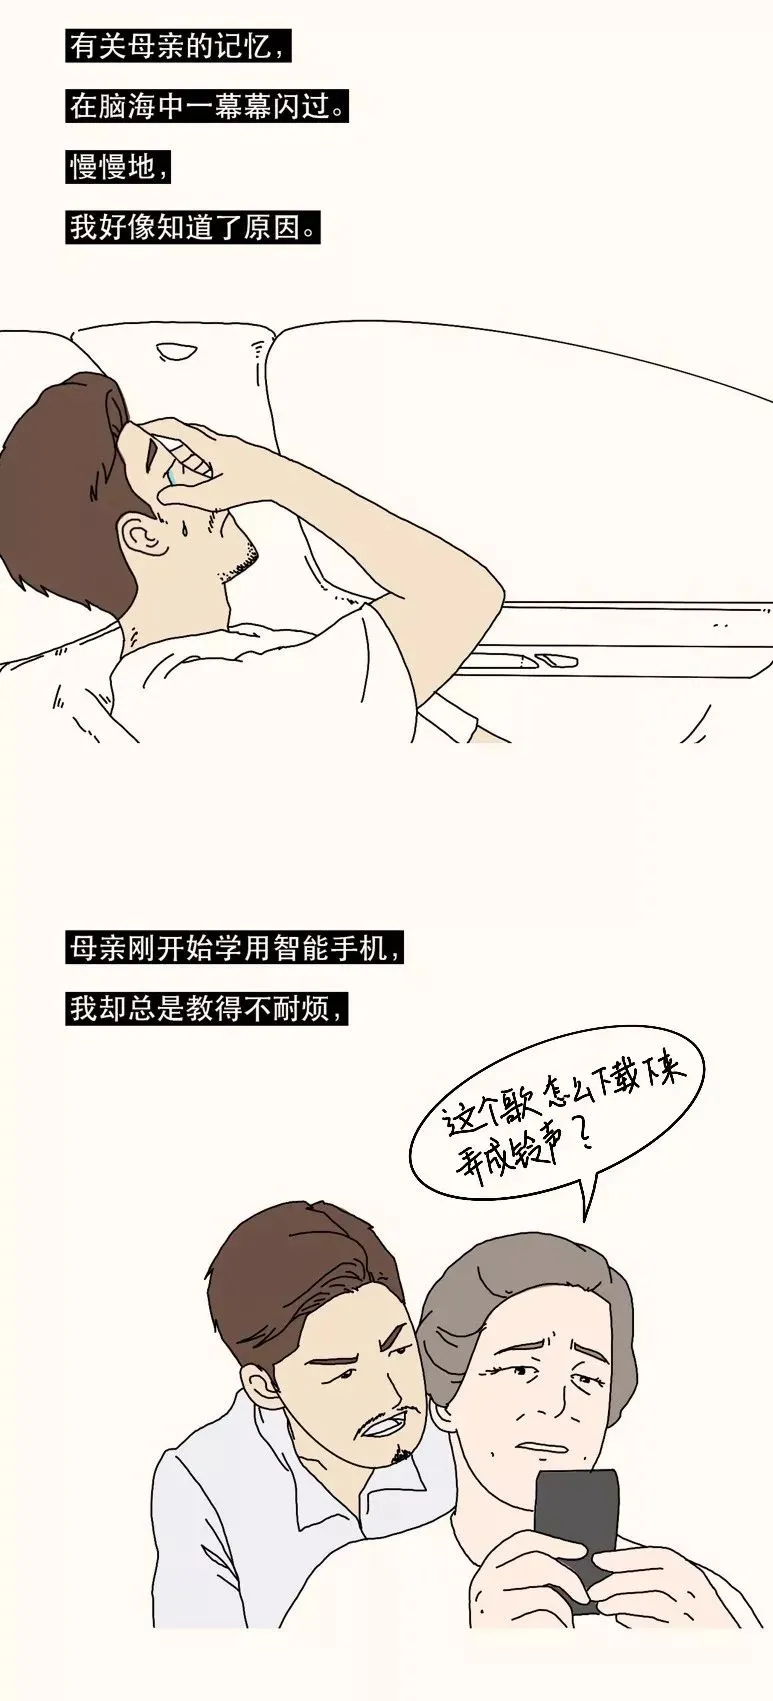 有关母亲的记忆，
在脑海中一幕幕闪过。
慢慢地，
我好像知道了原因。
母亲刚开始学用智能手机，
我却总是教得不耐烦，
这个歌怎么下载下来
弄成铃声？